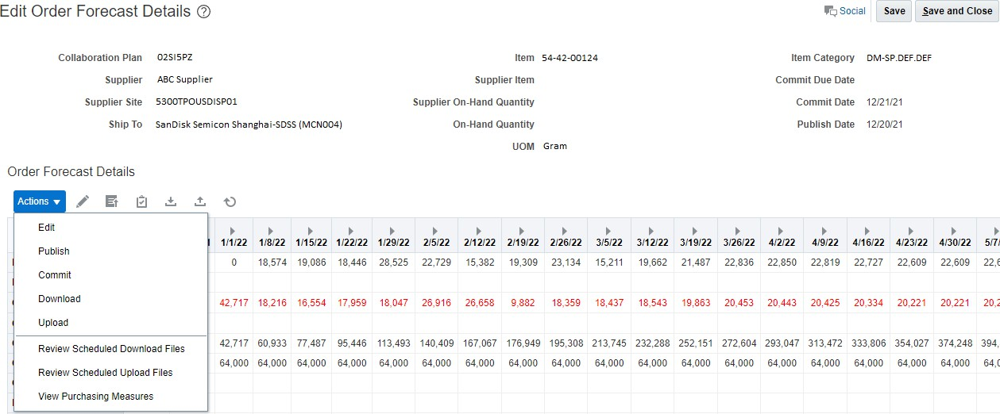 Edit Order Forecast Details ?
Social Save Save and Close
Collaboration Plan 02SI5PZ Item 54-42-00124 Item Category DM-SP.DEF.DEF
Supplier ABC Supplier Supplier Item Commit Due Date
Supplier Site 5300TPOUSDISP01 Supplier On-Hand Quantity Commit Date 12/21/21
Ship To SanDisk Semicon Shanghai-SDSS (MCN004) On-Hand Quantity Publish Date 12/20/21
UOM Gram
Order Forecast Details
Actions
Edit
Publish
Commit
Download
Upload
Review Scheduled Download Files
Review Scheduled Upload Files
View Purchasing Measures
1/1/22 1/8/22 1/15/22 1/22/22 1/29/22 2/5/22 2/12/22 2/19/22 2/26/22 3/5/22 3/12/22 3/19/22 3/26/22 4/2/22 4/9/22 4/16/22 4/23/22 4/30/22 5/7/
0 18,574 19,086 18,446 28,525 22,729 15,382 19,309 23,134 15,211 19,662 21,487 22,836 22,850 22,819 22,727 22,609 22,609 22,6
42,717 18,216 16,554 17,959 18,047 26,916 26,658 9,882 18,359 18,437 18,543 19,863 20,453 20,443 20,425 20,334 20,221 20,221 20,2
42,717 60,933 77,487 95,446 113,493 140,409 167,067 176,949 195,308 213,745 232,288 252,151 272,604 293,047 313,472 333,806 354,027 374,248 394,
64,000 64,000 64,000 64,000 64,000 64,000 64,000 64,000 64,000 64,000 64,000 64,000 64,000 64,000 64,000 64,000 64,000 64,000 64,0